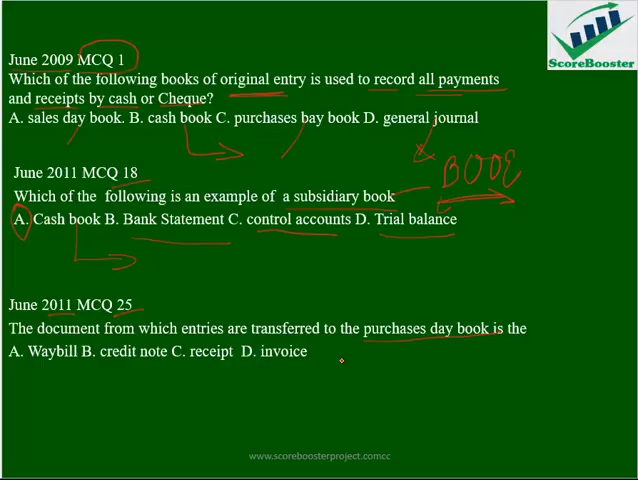 ScoreBooster
June 2009 MCQ 1
Which of the following books of original entry is used to record all payments
and receipts by cash or Cheque?
A. sales day book. B. cash book C. purchases bay book D. general journal
BOOE
June 2011 MCQ 18
Which of the following is an example of a subsidiary book
A. Cash book B. Bank Statement C. control accounts D. Trial balance
June 2011 MCQ 25
The document from which entries are transferred to the purchases day book is the
A. Waybill B. credit note C. receipt D. invoice
www.scoreboosterproject.comcc